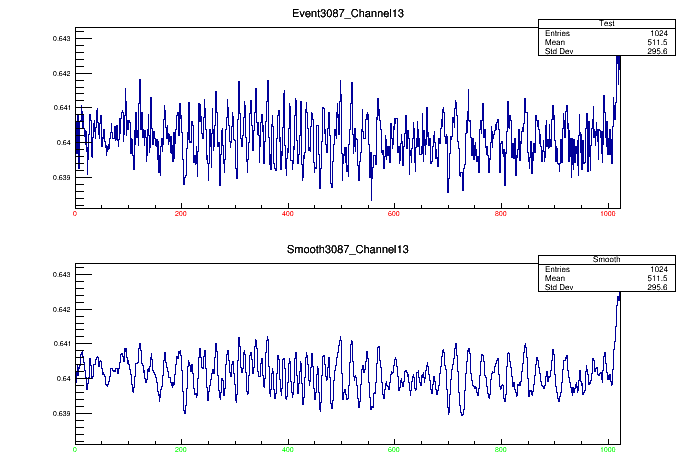 Event3087_Channel13
Test
Entries 1024
Mean 511.5
Std Dev 295.6
0.643
0.642
0.641
0.64
0.639
0 200 400 600 800 1000
Smooth3087_Channel13
Smooth
Entries 1024
Mean 511.5
Std Dev 295.6
0.643
0.642
0.641
0.64
0.639
0 200 400 600 800 1000